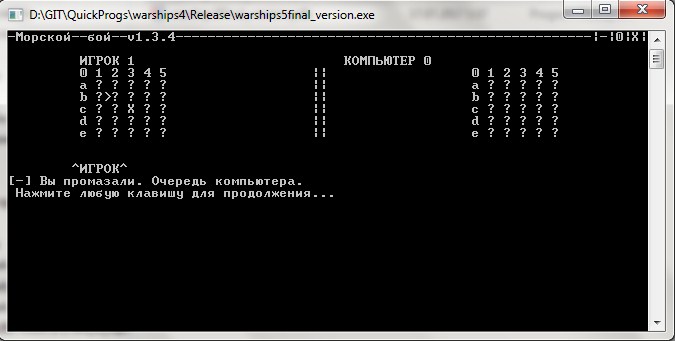 D:\GIT\QuickProgs\warships4\Release\warships5final_version.exe
-Морской--бой--v1.3.4------------------------------------------------------------|-|0|X|
ИГРОК 1 КОМПЬЮТЕР 0
0 1 2 3 4 5 || 0 1 2 3 4 5
a ? ? ? ? ? || a ? ? ? ? ?
b ?>? ? ? ? || b ? ? ? ? ?
c ? ? X ? ? || c ? ? ? ? ?
d ? ? ? ? ? || d ? ? ? ? ?
e ? ? ? ? ? || e ? ? ? ? ?
^ИГРОК^
[-] Вы промазали. Очередь компьютера.
Нажмите любую клавишу для продолжения...